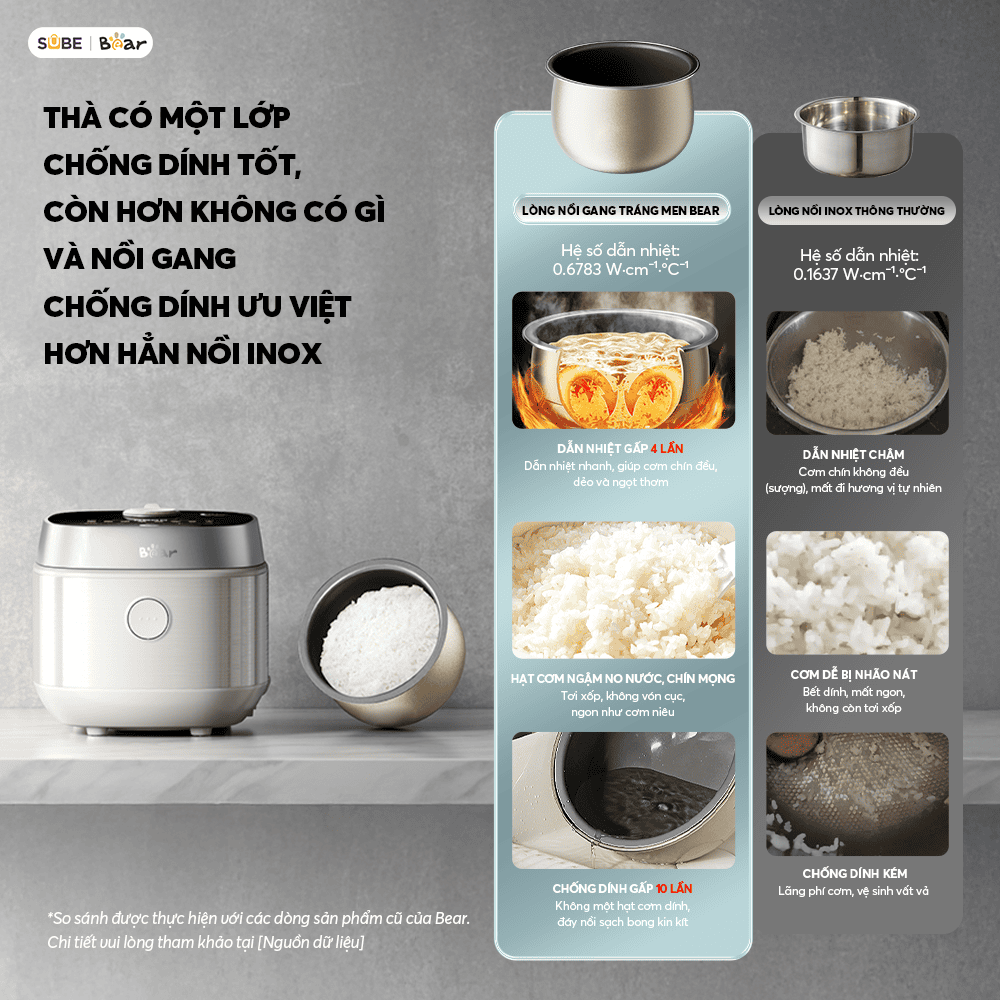 SUBE | Bear
THÀ CÓ MỘT LỚP
CHỐNG DÍNH TỐT,
CÒN HƠN KHÔNG CÓ GÌ
VÀ NỒI GANG
CHỐNG DÍNH ƯU VIỆT
HƠN HẲN NỒI INOX
Bear
*So sánh được thực hiện với các dòng sản phẩm cũ của Bear.
Chi tiết vui lòng tham khảo tại [Nguồn dữ liệu]
LÒNG NỒI GANG TRÁNG MEN BEAR
Hệ số dẫn nhiệt:
0.6783 W·cm⁻¹·°C⁻¹
DẪN NHIỆT GẤP 4 LẦN
Dẫn nhiệt nhanh, giúp cơm chín đều,
dẻo và ngọt thơm
HẠT CƠM NGẬM NO NƯỚC, CHÍN MỌNG
Tơi xốp, không vón cục,
ngon như cơm niêu
CHỐNG DÍNH GẤP 10 LẦN
Không một hạt cơm dính,
đáy nồi sạch bong kin kít
LÒNG NỒI INOX THÔNG THƯỜNG
Hệ số dẫn nhiệt:
0.1637 W·cm⁻¹·°C⁻¹
DẪN NHIỆT CHẬM
Cơm chín không đều
(sượng), mất đi hương vị tự nhiên
CƠM DỄ BỊ NHÃO NÁT
Bết dính, mất ngon,
không còn tơi xốp
CHỐNG DÍNH KÉM
Lãng phí cơm, vệ sinh vất vả